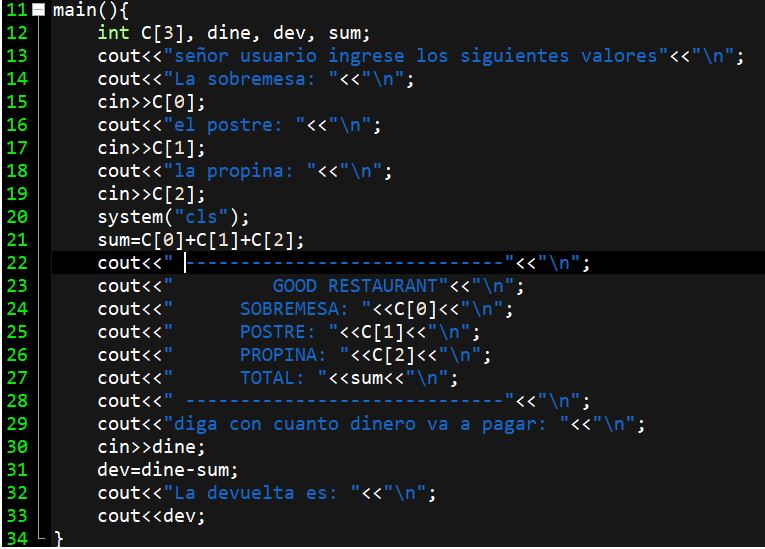 11 main(){
12     int C[3], dine, dev, sum;
13     cout<<"señor usuario ingrese los siguientes valores"<<"\n";
14     cout<<"La sobremesa: "<<"\n";
15     cin>>C[0];
16     cout<<"el postre: "<<"\n";
17     cin>>C[1];
18     cout<<"la propina: "<<"\n";
19     cin>>C[2];
20     system("cls");
21     sum=C[0]+C[1]+C[2];
22     cout<<" -----------------------------"<<"\n";
23     cout<<"         GOOD RESTAURANT"<<"\n";
24     cout<<"      SOBREMESA: "<<C[0]<<"\n";
25     cout<<"      POSTRE: "<<C[1]<<"\n";
26     cout<<"      PROPINA: "<<C[2]<<"\n";
27     cout<<"      TOTAL: "<<sum<<"\n";
28     cout<<" -----------------------------"<<"\n";
29     cout<<"diga con cuanto dinero va a pagar: "<<"\n";
30     cin>>dine;
31     dev=dine-sum;
32     cout<<"La devuelta es: "<<"\n";
33     cout<<dev;
34 }